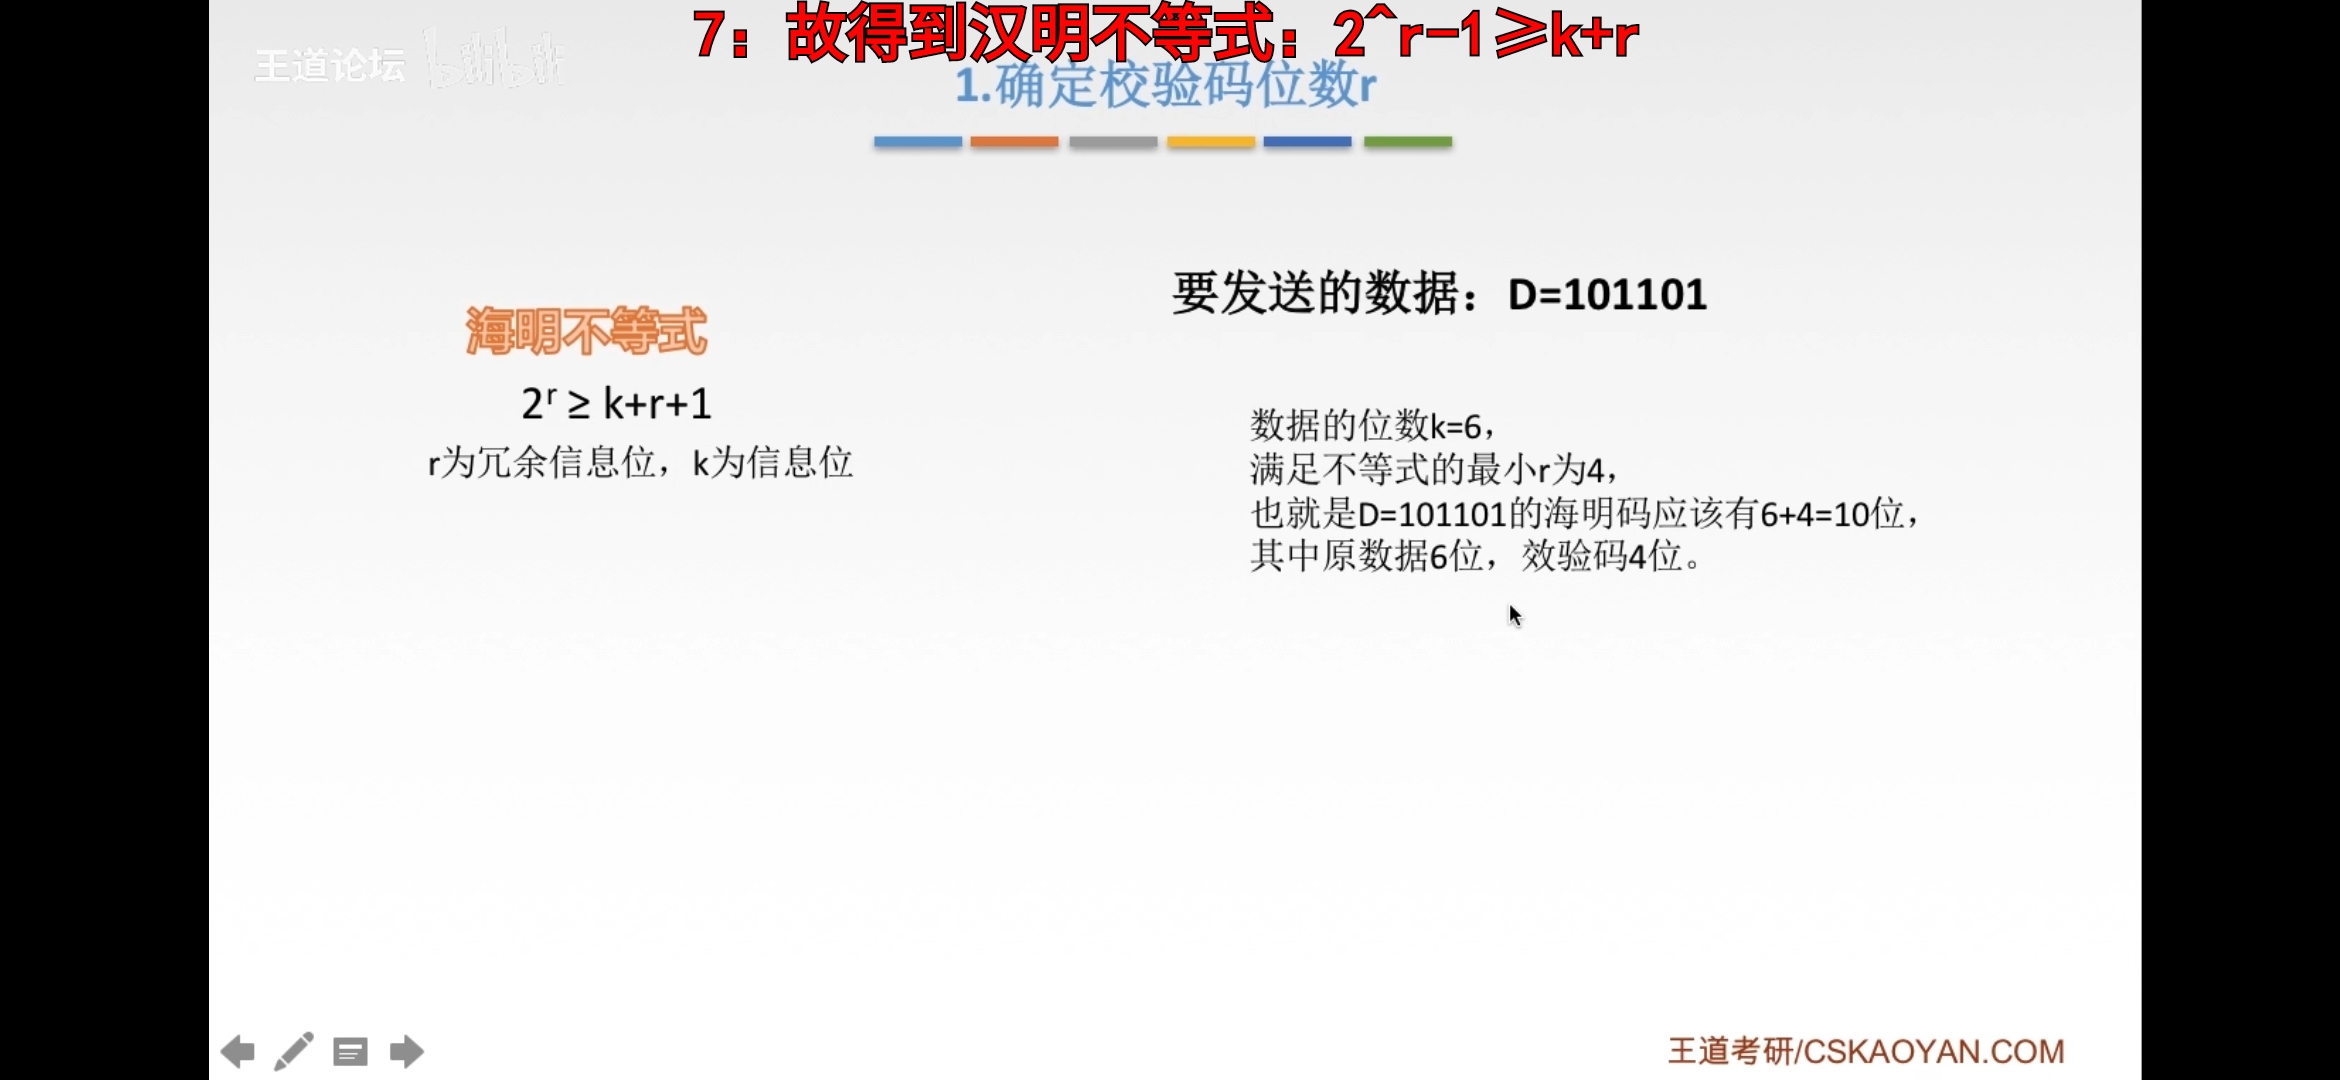 7：故得到汉明不等式：2^r-1≥k+r
王道论坛 bilibili
1.确定校验码位数r
要发送的数据：D=101101
海明不等式
2ʳ ≥ k+r+1
r为冗余信息位，k为信息位
数据的位数k=6，
满足不等式的最小r为4，
也就是D=101101的海明码应该有6+4=10位，
其中原数据6位，效验码4位。
王道考研/CSKAOYAN.COM